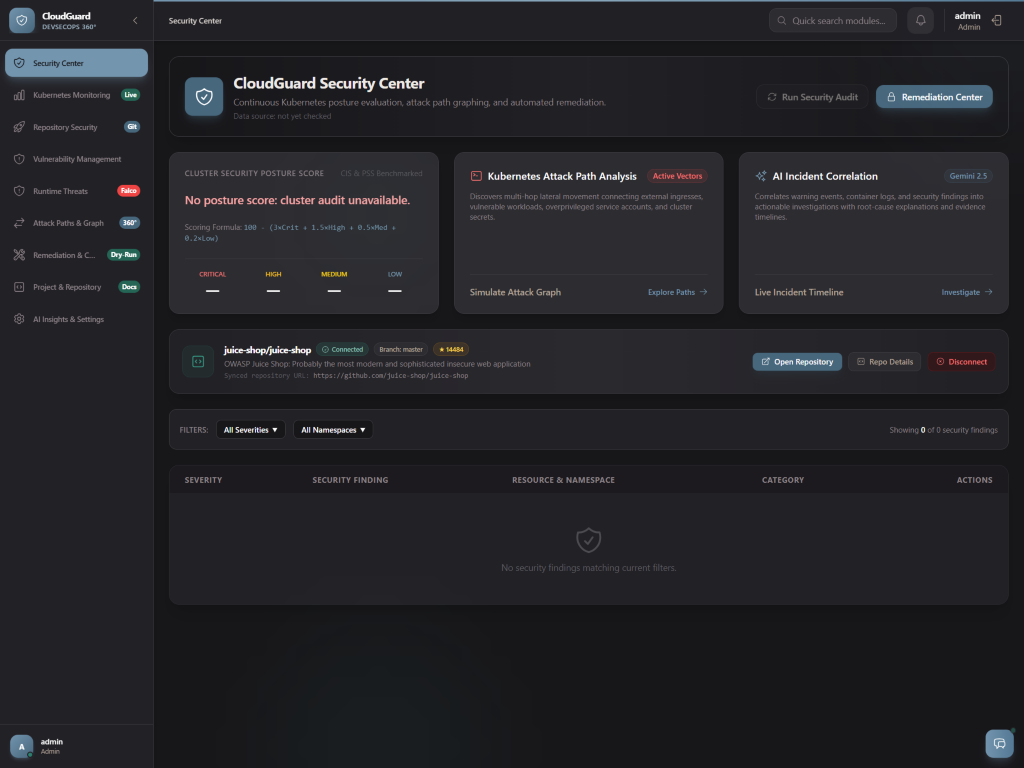 CloudGuard
DEVSECOPS 360°
Security Center
Quick search modules...
admin
Admin
Security Center
Kubernetes Monitoring Live
Repository Security Git
Vulnerability Management
Runtime Threats Falco
Attack Paths & Graph 360°
Remediation & C... Dry-Run
Project & Repository Docs
AI Insights & Settings
A
admin
Admin
CloudGuard Security Center
Continuous Kubernetes posture evaluation, attack path graphing, and automated remediation.
Data source: not yet checked
Run Security Audit
Remediation Center
CLUSTER SECURITY POSTURE SCORE CIS & PSS Benchmarked
No posture score: cluster audit unavailable.
Scoring Formula: 100 - (3×Crit + 1.5×High + 0.5×Med +
0.2×Low)
CRITICAL HIGH MEDIUM LOW
— — — —
Kubernetes Attack Path Analysis Active Vectors
Discovers multi-hop lateral movement connecting external ingresses,
vulnerable workloads, overprivileged service accounts, and cluster
secrets.
Simulate Attack Graph Explore Paths →
AI Incident Correlation Gemini 2.5
Correlates warning events, container logs, and security findings into
actionable investigations with root-cause explanations and evidence
timelines.
Live Incident Timeline Investigate →
juice-shop/juice-shop Connected Branch: master ★ 14484
OWASP Juice Shop: Probably the most modern and sophisticated insecure web application
Synced repository URL: https://github.com/juice-shop/juice-shop
Open Repository Repo Details Disconnect
FILTERS: All Severities ▼ All Namespaces ▼ Showing 0 of 0 security findings
SEVERITY SECURITY FINDING RESOURCE & NAMESPACE CATEGORY ACTIONS
No security findings matching current filters.